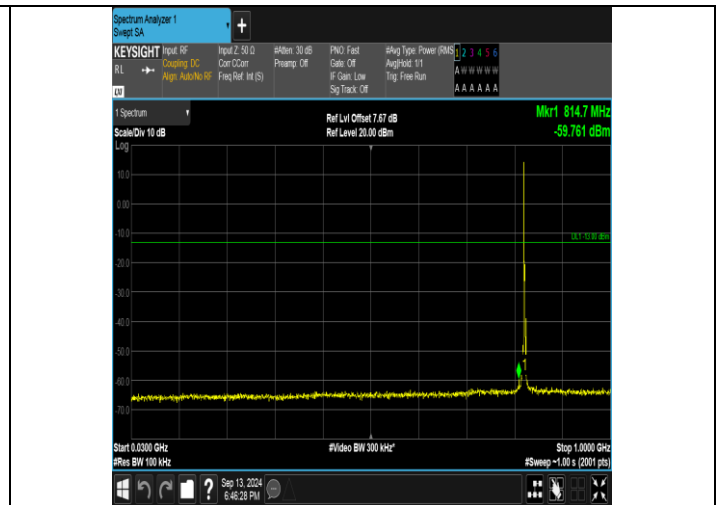 Spectrum Analyzer 1
Swept SA
+
KEYSIGHT Input: RF Input Z: 50 Ω #Atten: 30 dB PNO: Fast #Avg Type: Power (RMS 1 2 3 4 5 6
RL Coupling: DC Corr CCorr Preamp: Off Gate: Off Avg|Hold: 1/1 A W W W W W
Align: Auto/No RF Freq Ref: Int (S) IF Gain: Low Trig: Free Run
Sig Track: Off A A A A A A
1 Spectrum Ref Lvl Offset 7.67 dB Mkr1 814.7 MHz
Scale/Div 10 dB Ref Level 20.00 dBm -59.761 dBm
Log
10.0
0.00
-10.0 DL1 -13.00 dBm
-20.0
-30.0
-40.0
-50.0
-60.0
-70.0
Start 0.0300 GHz #Video BW 300 kHz* Stop 1.0000 GHz
#Res BW 100 kHz #Sweep ~1.00 s (2001 pts)
? Sep 13, 2024
6:46:28 PM